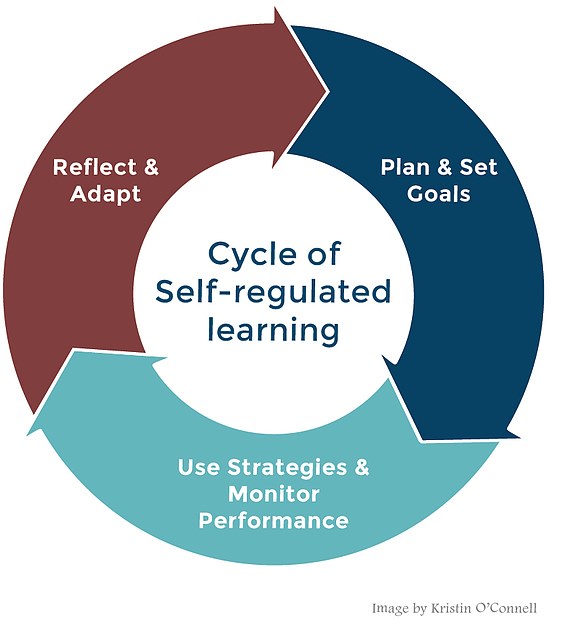 Reflect &
Adapt
Plan & Set
Goals
Cycle of
Self-regulated
learning
Use Strategies &
Monitor
Performance
Image by Kristin O'Connell